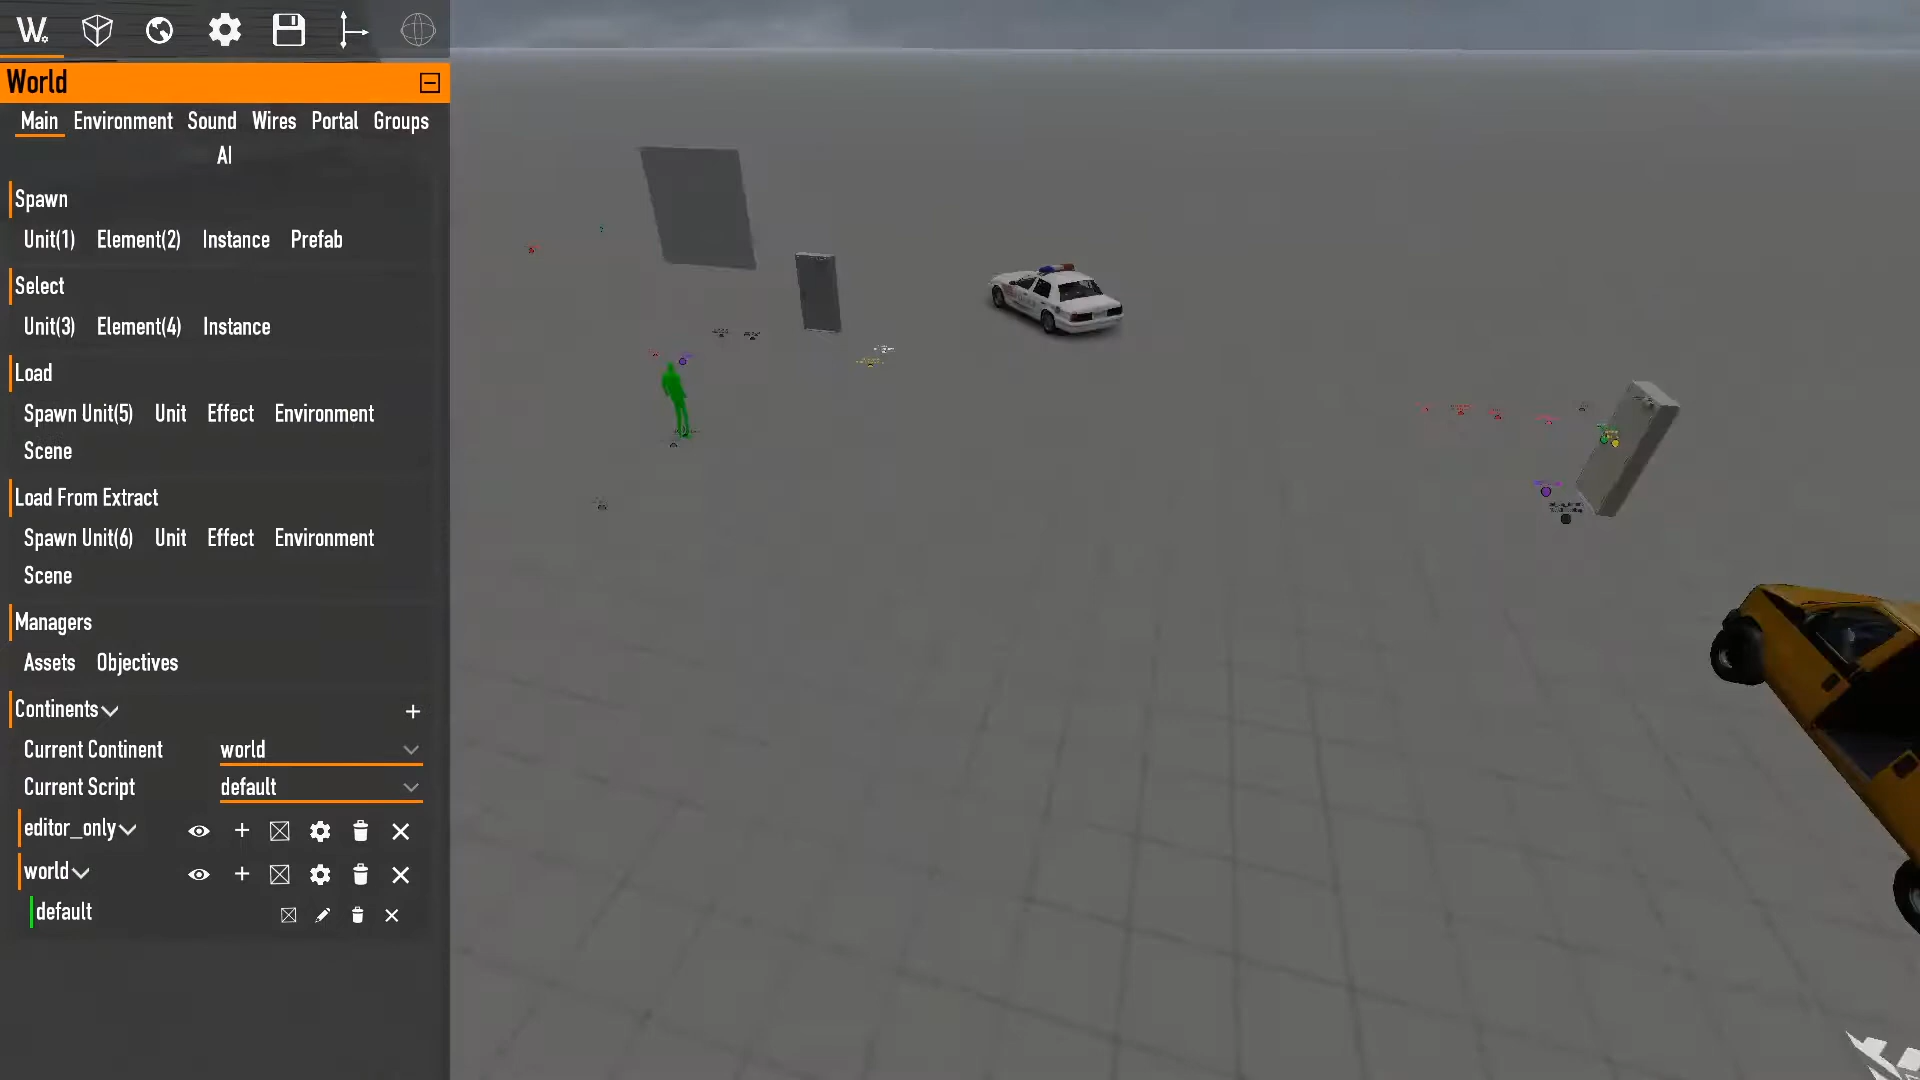 W.
World
Main Environment Sound Wires Portal Groups
AI
Spawn
Unit(1) Element(2) Instance Prefab
Select
Unit(3) Element(4) Instance
Load
Spawn Unit(5) Unit Effect Environment
Scene
Load From Extract
Spawn Unit(6) Unit Effect Environment
Scene
Managers
Assets Objectives
Continents
Current Continent world
Current Script default
editor_only
world
default